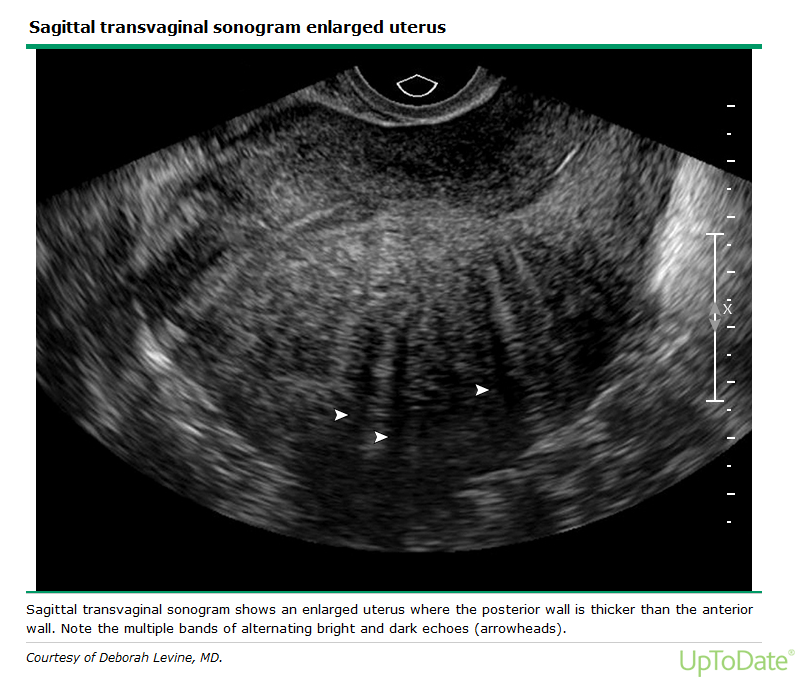 Sagittal transvaginal sonogram enlarged uterus
X
Sagittal transvaginal sonogram shows an enlarged uterus where the posterior wall is thicker than the anterior
wall. Note the multiple bands of alternating bright and dark echoes (arrowheads).
Courtesy of Deborah Levine, MD.
UpToDate®